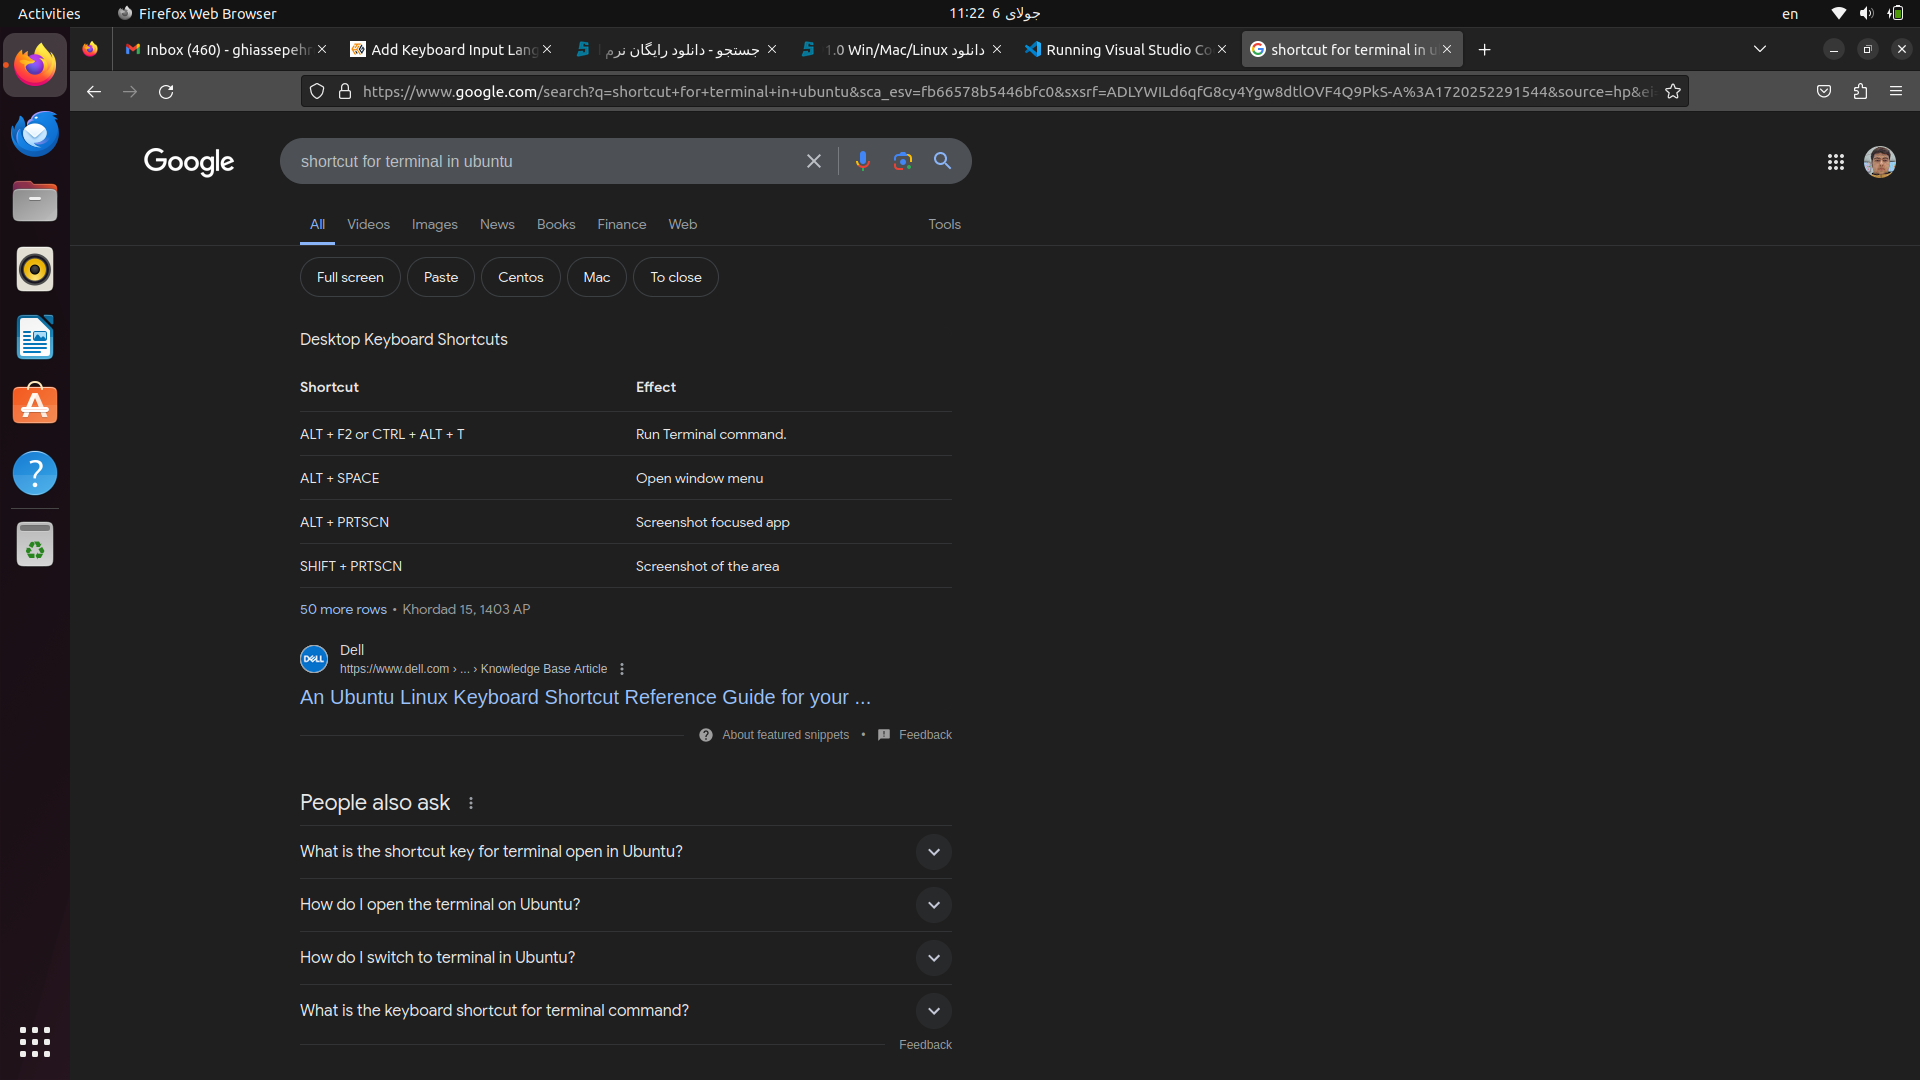 Activities
Firefox Web Browser
11:22 جولای 6
en
Inbox (460) - ghiassepehr
Add Keyboard Input Lang
جستجو - دانلود رایگان نرم ا
دانلود 1.0 Win/Mac/Linux
Running Visual Studio Co
shortcut for terminal in u
https://www.google.com/search?q=shortcut+for+terminal+in+ubuntu&sca_esv=fb66578b5446bfc0&sxsrf=ADLYWILd6qfG8cy4Ygw8dtlOVF4Q9PkS-A%3A1720252291544&source=hp&ei
Google
shortcut for terminal in ubuntu
All
Videos
Images
News
Books
Finance
Web
Tools
Full screen
Paste
Centos
Mac
To close
Desktop Keyboard Shortcuts
Shortcut Effect
ALT + F2 or CTRL + ALT + T Run Terminal command.
ALT + SPACE Open window menu
ALT + PRTSCN Screenshot focused app
SHIFT + PRTSCN Screenshot of the area
50 more rows • Khordad 15, 1403 AP
DELL
Dell
https://www.dell.com › ... › Knowledge Base Article
An Ubuntu Linux Keyboard Shortcut Reference Guide for your ...
About featured snippets • Feedback
People also ask
What is the shortcut key for terminal open in Ubuntu?
How do I open the terminal on Ubuntu?
How do I switch to terminal in Ubuntu?
What is the keyboard shortcut for terminal command?
Feedback